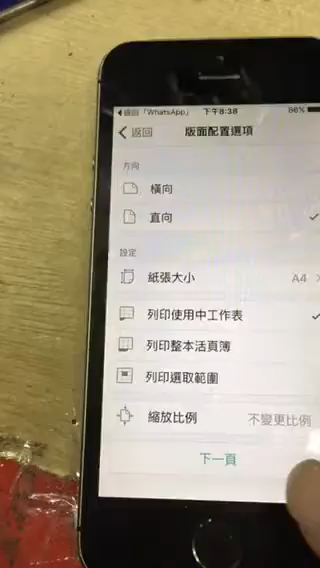 返回「WhatsApp」 下午8:38 86%
返回 版面配置選項
方向
橫向
直向
設定
紙張大小 A4
列印使用中工作表
列印整本活頁簿
列印選取範圍
縮放比例 不變更比例
下一頁